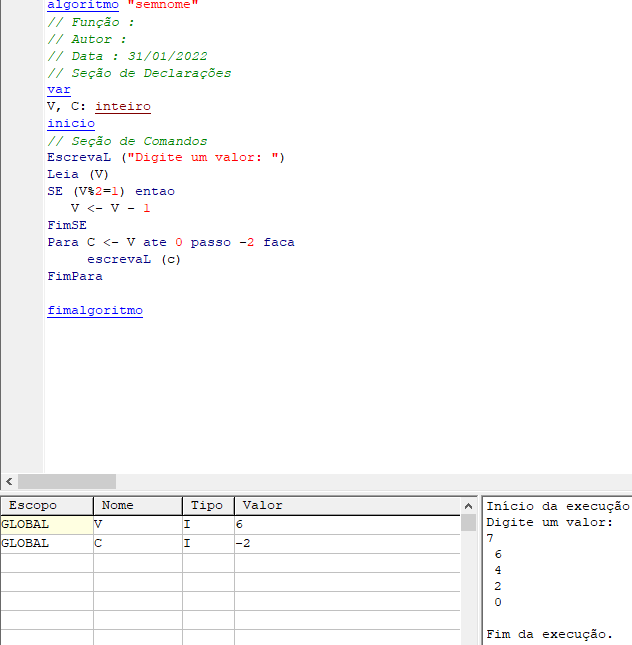 algoritmo "semnome"
// Função :
// Autor :
// Data : 31/01/2022
// Seção de Declarações
var
V, C: inteiro
inicio
// Seção de Comandos
EscrevaL ("Digite um valor: ")
Leia (V)
SE (V%2=1) entao
   V <- V - 1
FimSE
Para C <- V ate 0 passo -2 faca
     escrevaL (c)
FimPara
fimalgoritmo
Escopo Nome Tipo Valor
GLOBAL V I 6
GLOBAL C I -2
Início da execução
Digite um valor:
7
 6
 4
 2
 0
Fim da execução.